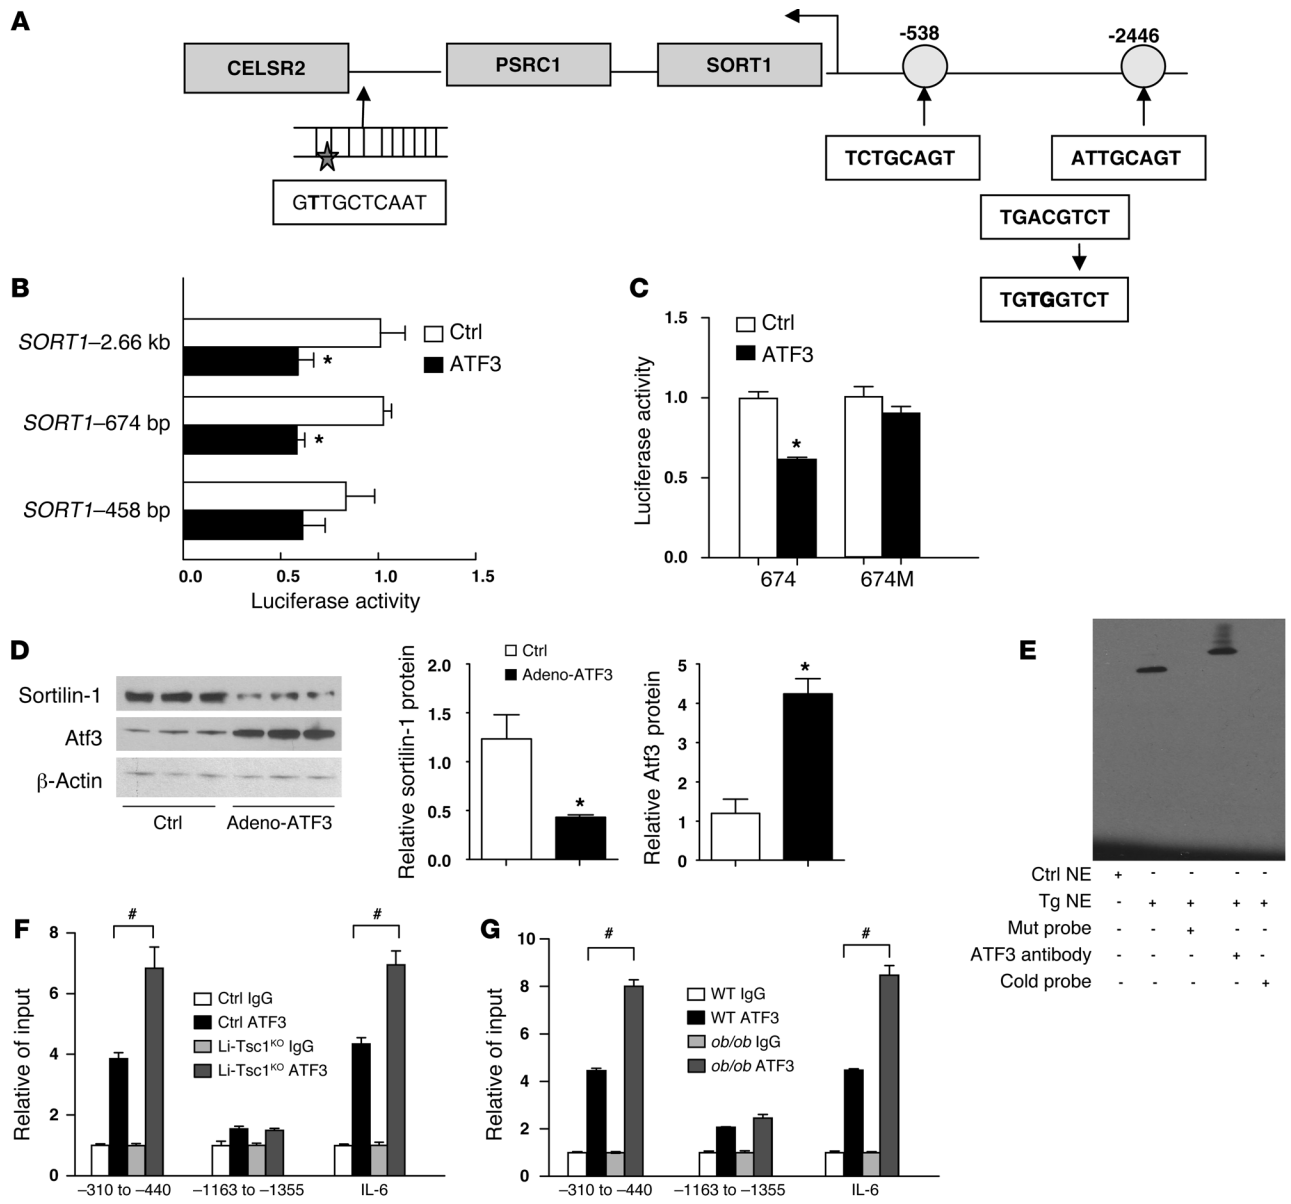 A
-538
-2446
CELSR2
PSRC1
SORT1
TCTGCAGT
ATTGCAGT
GTTGCTCAAT
TGACGTCT
TGTGGTCT
B
SORT1–2.66 kb
SORT1–674 bp
SORT1–458 bp
Ctrl
ATF3
*
*
0.0 0.5 1.0 1.5
Luciferase activity
C
Luciferase activity
1.5
1.0
0.5
0.0
Ctrl
ATF3
*
674 674M
D
Sortilin-1
Atf3
β-Actin
Ctrl Adeno-ATF3
Relative sortilin-1 protein
2.0
1.5
1.0
0.5
0.0
Ctrl
Adeno-ATF3
*
Relative Atf3 protein
5
4
3
2
1
0
*
E
Ctrl NE + - - - -
Tg NE - + + + +
Mut probe - - + - -
ATF3 antibody - - - + -
Cold probe - - - - +
F
Relative of input
8
6
4
2
0
#
#
Ctrl IgG
Ctrl ATF3
Li-Tsc1KO IgG
Li-Tsc1KO ATF3
–310 to –440 –1163 to –1355 IL-6
G
Relative of input
10
8
6
4
2
0
#
#
WT IgG
WT ATF3
ob/ob IgG
ob/ob ATF3
–310 to –440 –1163 to –1355 IL-6